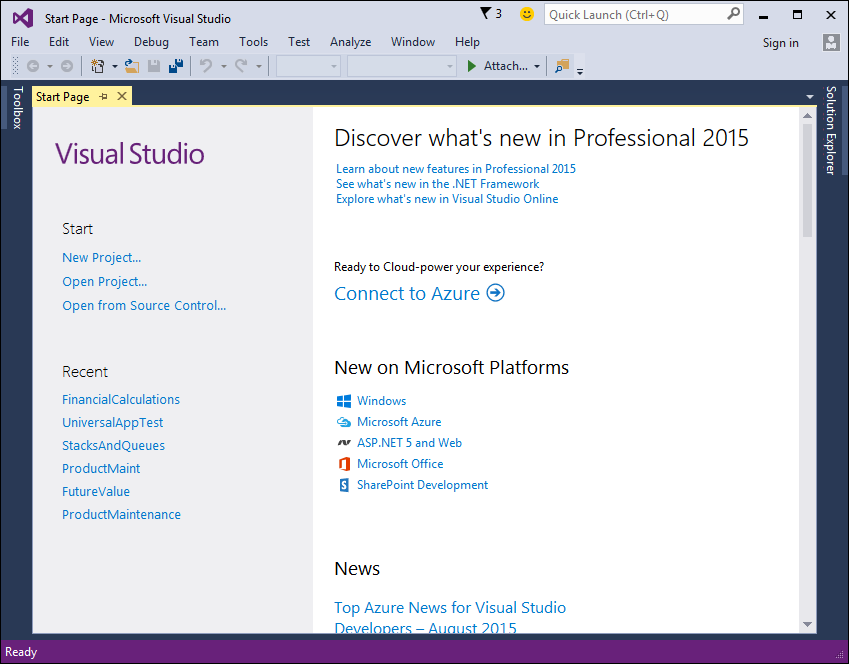 Start Page - Microsoft Visual Studio
3
Quick Launch (Ctrl+Q)
File Edit View Debug Team Tools Test Analyze Window Help
Sign in
Attach...
Toolbox
Start Page
Solution Explorer
Visual Studio
Start
New Project...
Open Project...
Open from Source Control...
Recent
FinancialCalculations
UniversalAppTest
StacksAndQueues
ProductMaint
FutureValue
ProductMaintenance
Discover what's new in Professional 2015
Learn about new features in Professional 2015
See what's new in the .NET Framework
Explore what's new in Visual Studio Online
Ready to Cloud-power your experience?
Connect to Azure
New on Microsoft Platforms
Windows
Microsoft Azure
ASP.NET 5 and Web
Microsoft Office
SharePoint Development
News
Top Azure News for Visual Studio
Developers – August 2015
Ready